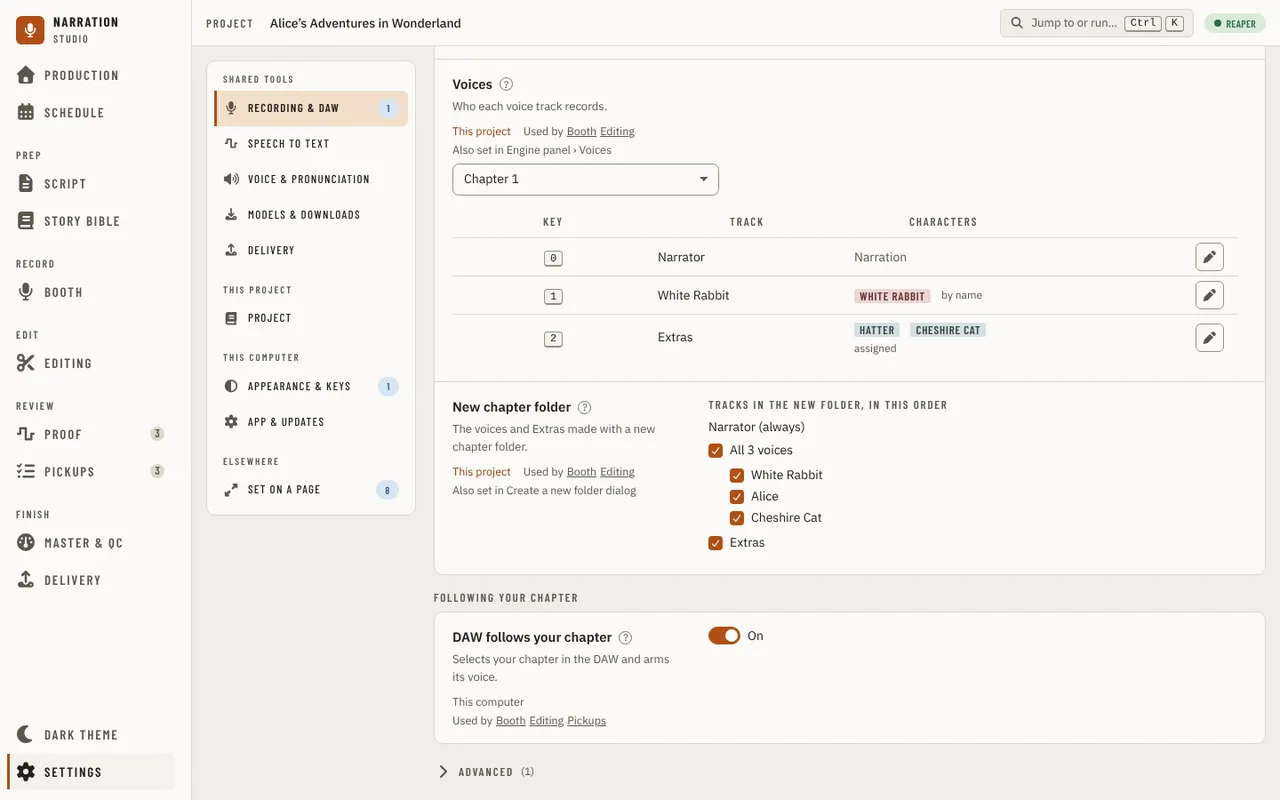 NARRATION
STUDIO
PRODUCTION
SCHEDULE
PREP
SCRIPT
STORY BIBLE
RECORD
BOOTH
EDIT
EDITING
REVIEW
PROOF 3
PICKUPS 3
FINISH
MASTER & QC
DELIVERY
DARK THEME
SETTINGS
PROJECT Alice’s Adventures in Wonderland
Jump to or run... Ctrl K
REAPER
SHARED TOOLS
RECORDING & DAW 1
SPEECH TO TEXT
VOICE & PRONUNCIATION
MODELS & DOWNLOADS
DELIVERY
THIS PROJECT
PROJECT
THIS COMPUTER
APPEARANCE & KEYS 1
APP & UPDATES
ELSEWHERE
SET ON A PAGE 8
Voices ?
Who each voice track records.
This project Used by Booth Editing
Also set in Engine panel › Voices
Chapter 1
KEY TRACK CHARACTERS
0 Narrator Narration
1 White Rabbit WHITE RABBIT by name
2 Extras HATTER CHESHIRE CAT
assigned
New chapter folder ?
The voices and Extras made with a new
chapter folder.
This project Used by Booth Editing
Also set in Create a new folder dialog
TRACKS IN THE NEW FOLDER, IN THIS ORDER
Narrator (always)
All 3 voices
White Rabbit
Alice
Cheshire Cat
Extras
FOLLOWING YOUR CHAPTER
DAW follows your chapter ?
Selects your chapter in the DAW and arms
its voice.
This computer
Used by Booth Editing Pickups
On
ADVANCED (1)